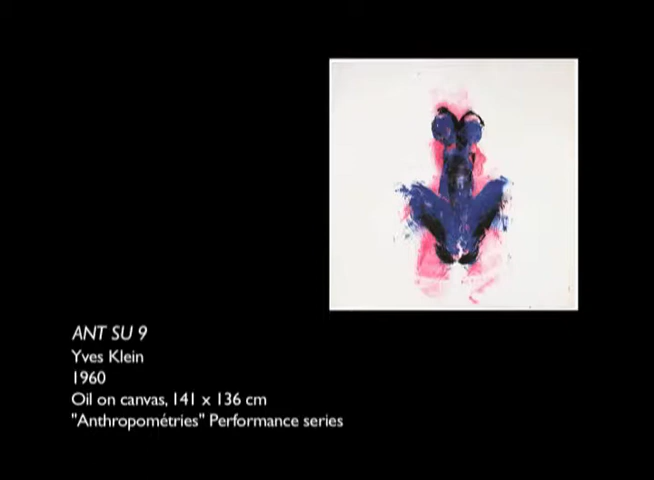 ANT SU 9
Yves Klein
1960
Oil on canvas, 141 x 136 cm
"Anthropométries" Performance series